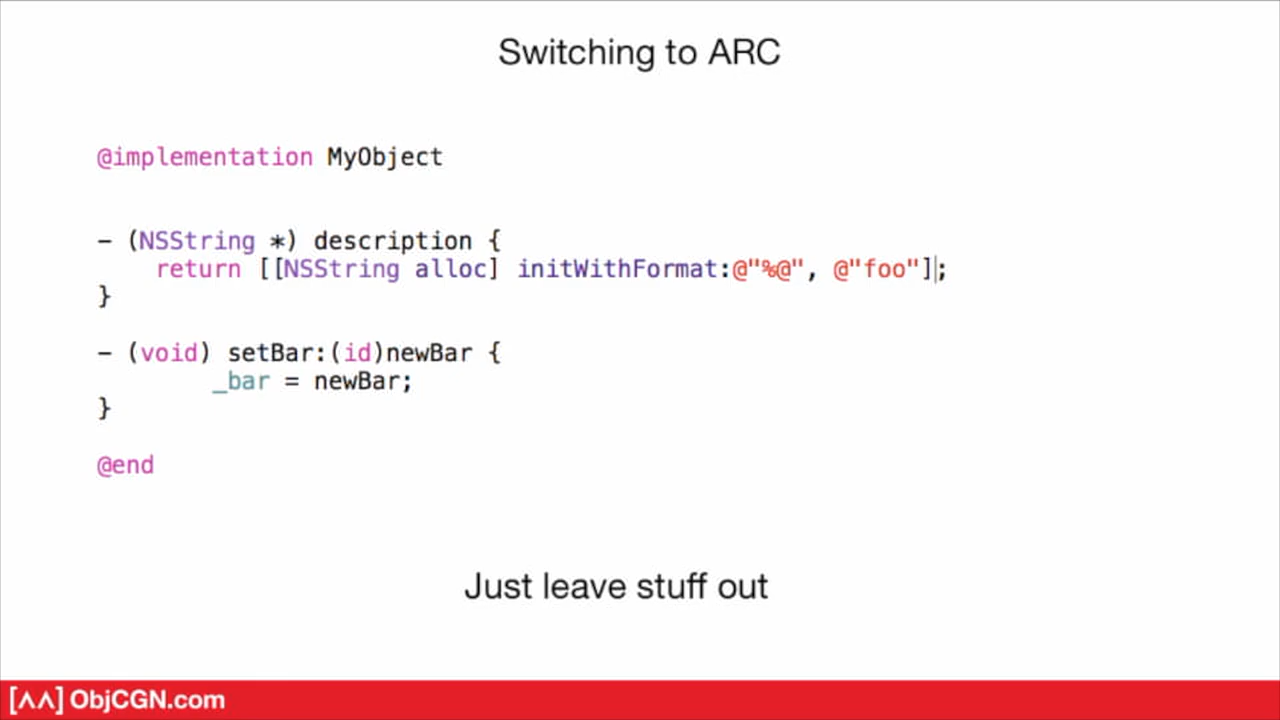 Switching to ARC
@implementation MyObject
- (NSString *) description {
return [[NSString alloc] initWithFormat:@"%@", @"foo"];
}
- (void) setBar:(id)newBar {
_bar = newBar;
}
@end
Just leave stuff out
[ʌʌ] ObjCGN.com